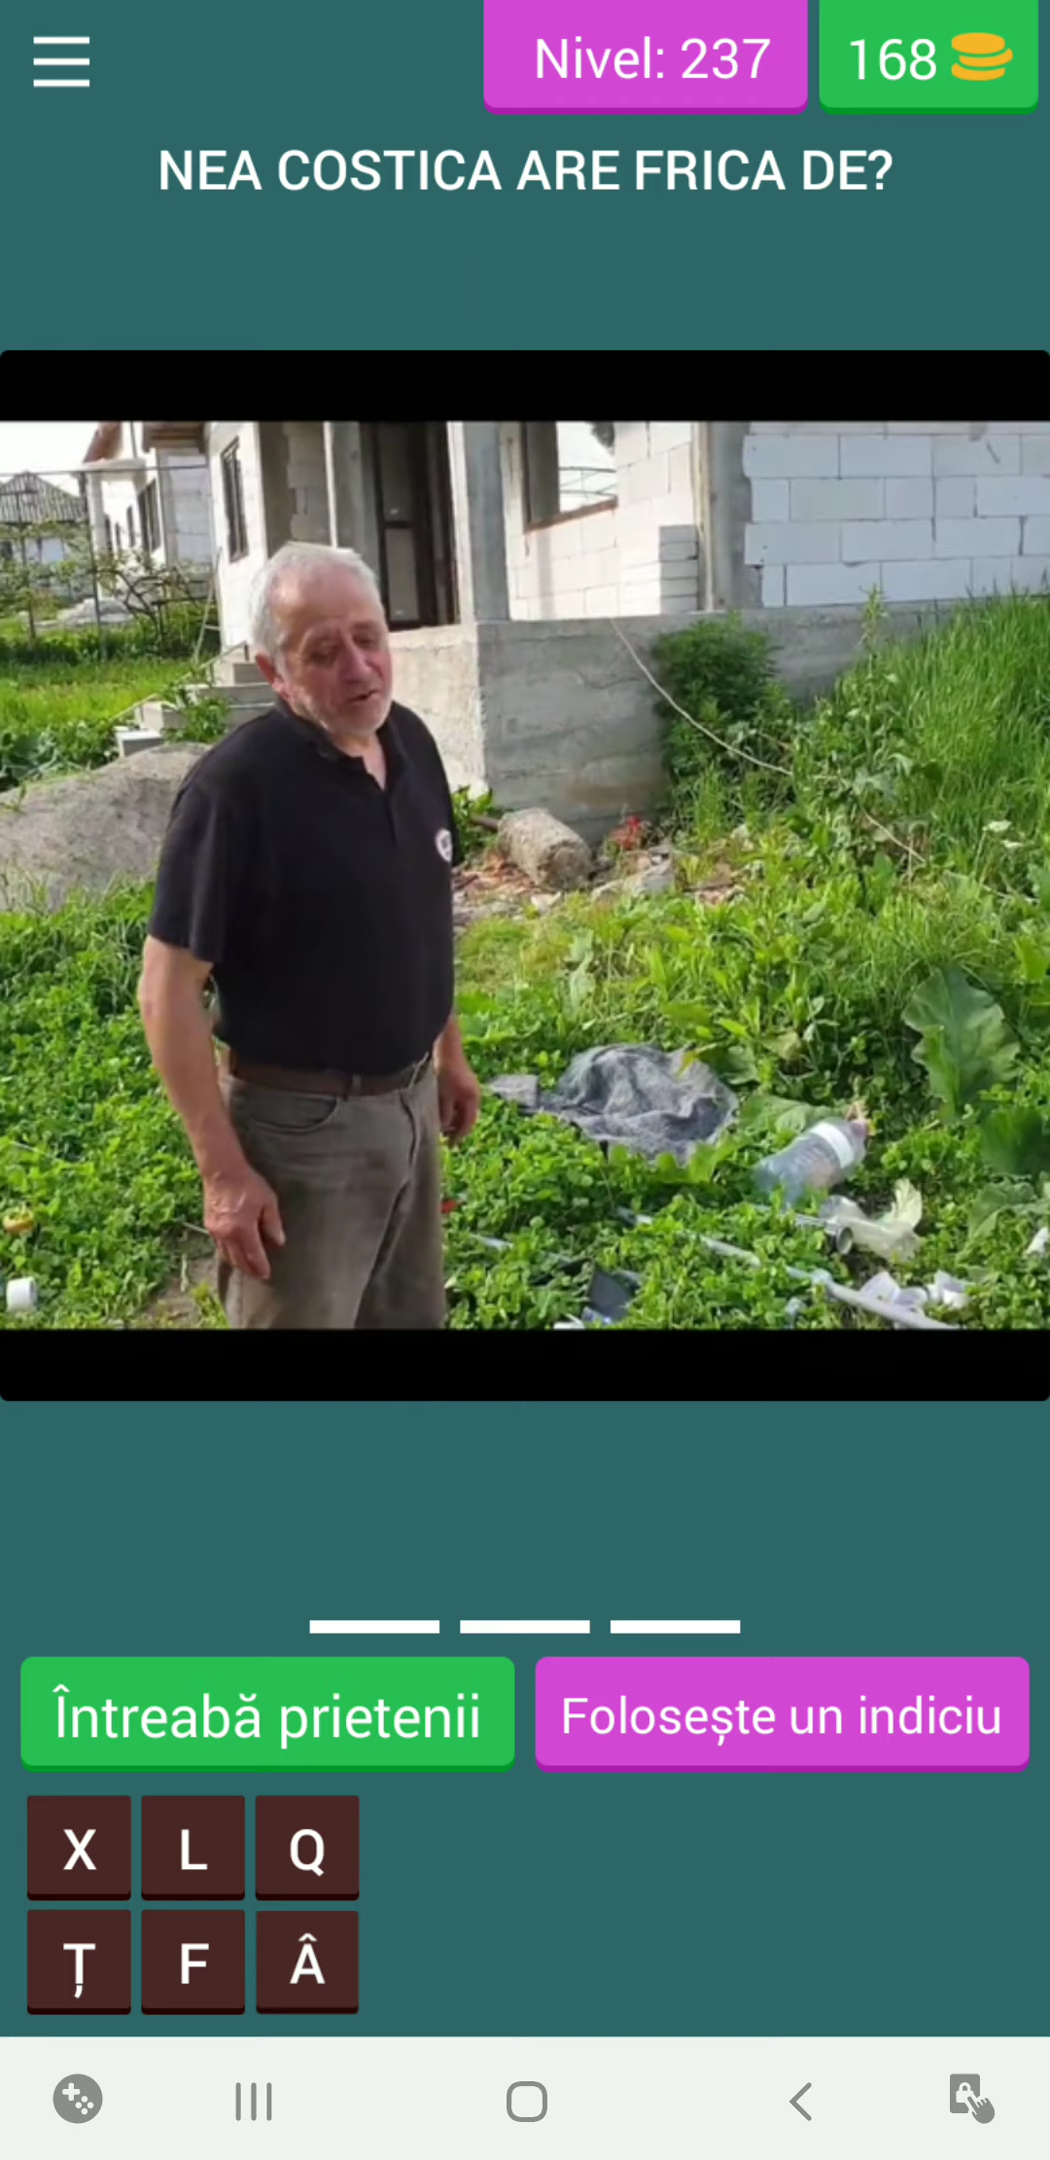 Nivel: 237
168
NEA COSTICA ARE FRICA DE?
Întreabă prietenii
Folosește un indiciu
X L Q
Ț F Â